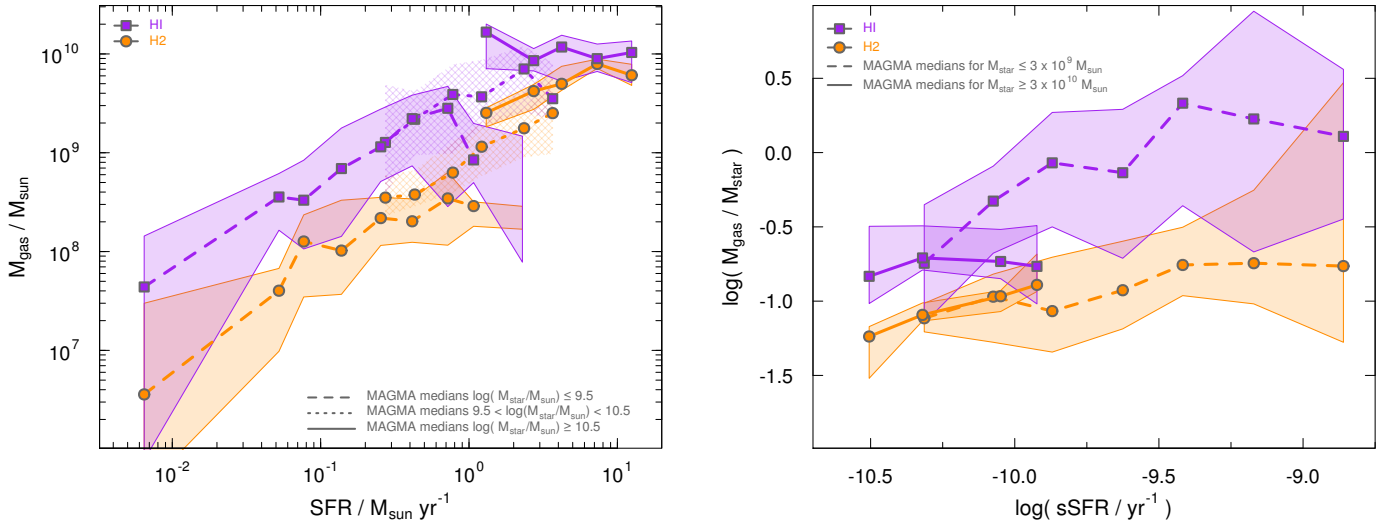 HI
H2
10^10
10^9
10^8
10^7
M_gas / M_sun
MAGMA medians log( M_star/M_sun) ≤ 9.5
MAGMA medians 9.5 < log(M_star/M_sun) < 10.5
MAGMA medians log( M_star/M_sun) ≥ 10.5
10^-2
10^-1
10^0
10^1
SFR / M_sun yr^-1
HI
H2
MAGMA medians for M_star ≤ 3 x 10^9 M_sun
MAGMA medians for M_star ≥ 3 x 10^10 M_sun
0.5
0.0
-0.5
-1.0
-1.5
log( M_gas / M_star)
-10.5
-10.0
-9.5
-9.0
log( sSFR / yr^-1 )